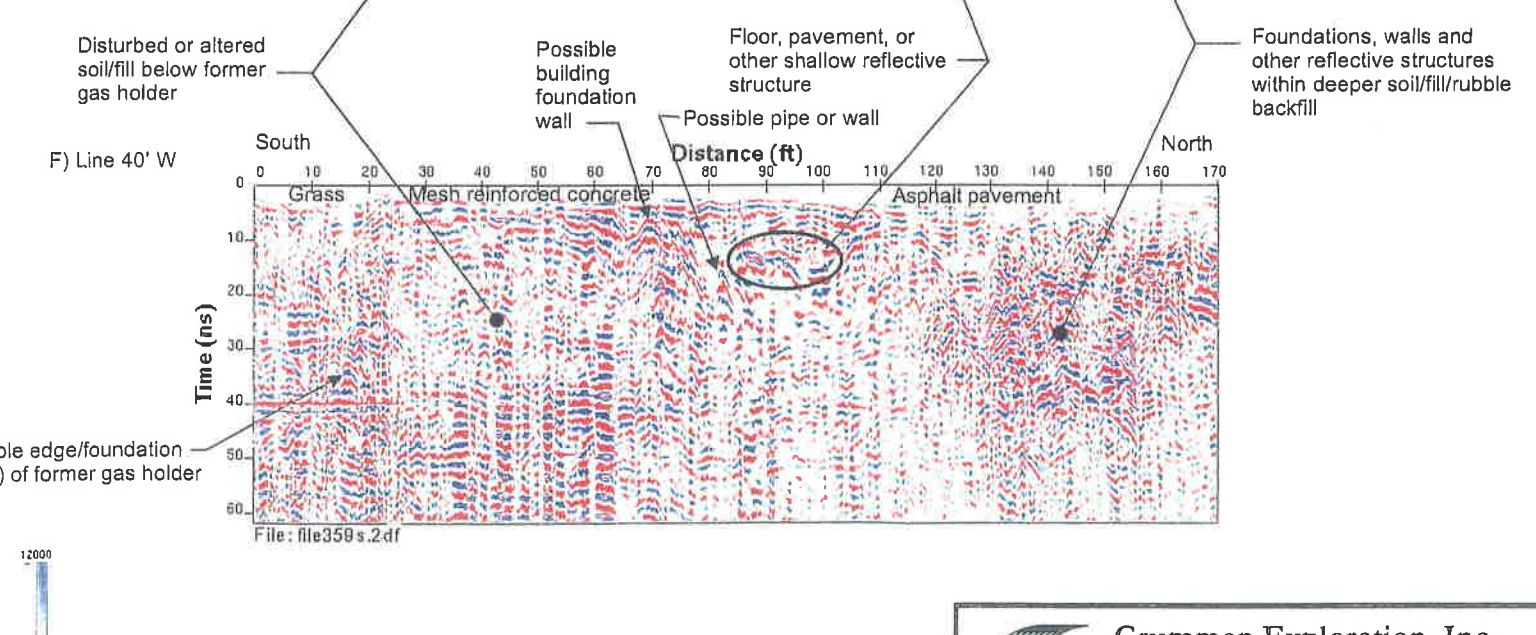 Disturbed or altered
soil/fill below former
gas holder
Possible
building
foundation
wall
Floor, pavement, or
other shallow reflective
structure
Possible pipe or wall
Foundations, walls and
other reflective structures
within deeper soil/fill/rubble
backfill
F) Line 40' W
South
Distance (ft)
North
0 10 20 30 40 50 60 70 80 90 100 110 120 130 140 150 160 170
Grass Mesh reinforced concrete Asphalt pavement
0
10
20
30
40
50
60
Time (ns)
edge/foundation
of former gas holder
File: file359s.2df
12000
Exploration, Inc